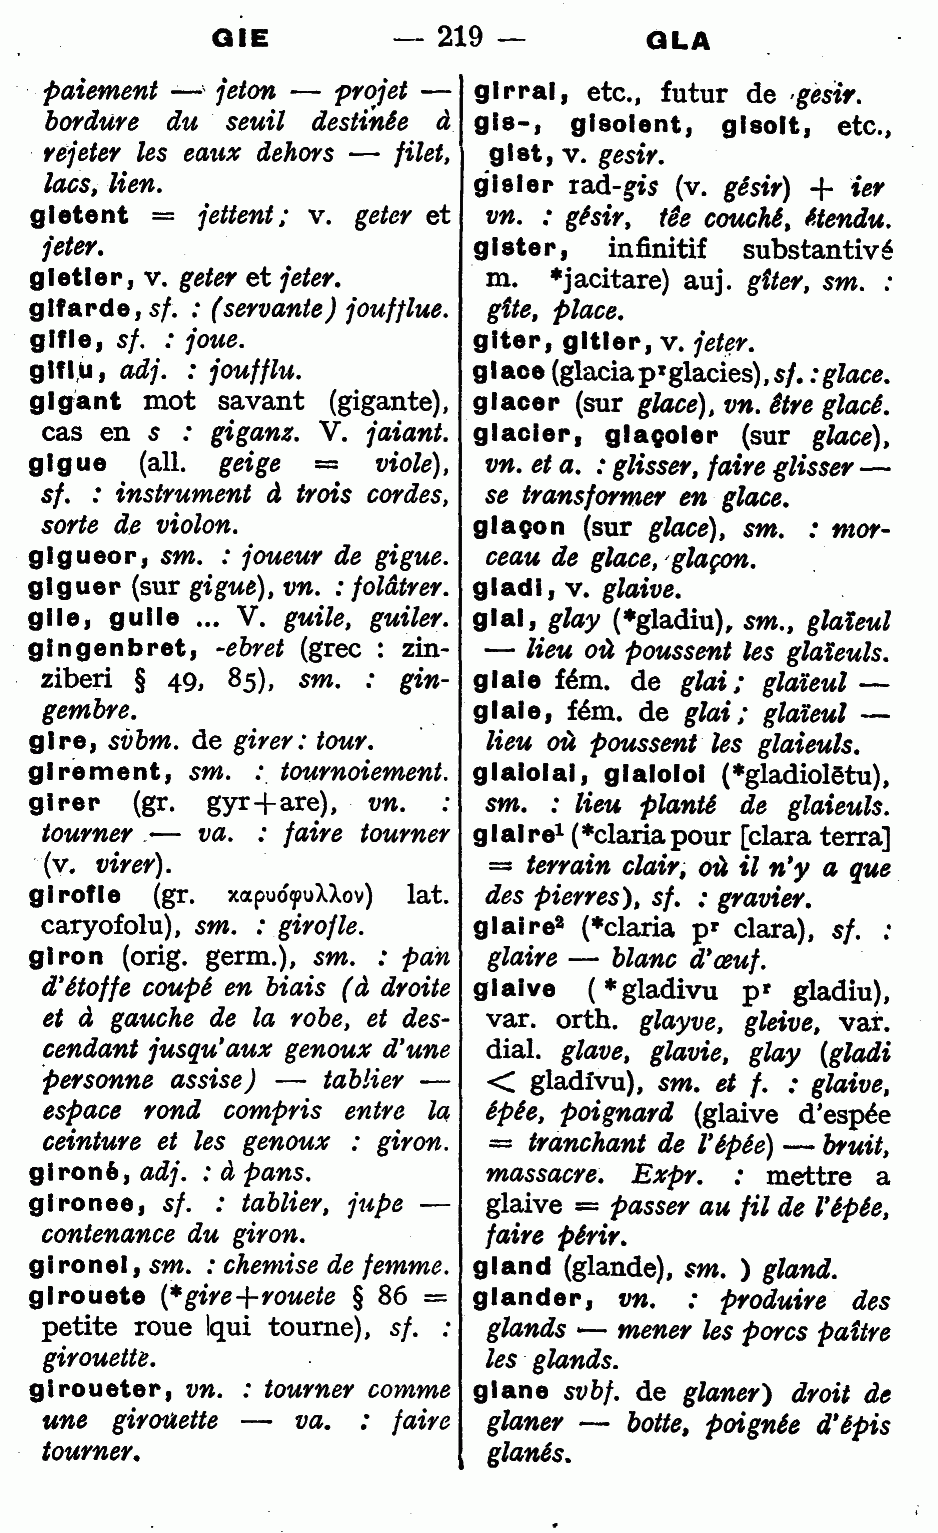 GIE — 219 — GLA
paiement — jeton — projet —
bordure du seuil destinée à
rejeter les eaux dehors — filet,
lacs, lien.
gietent = jettent ; v. geter et
jeter.
gietier, v. geter et jeter.
gifarde, sf. : (servante) joufflue.
gifle, sf. : joue.
giflu, adj. : joufflu.
gigant mot savant (gigante),
cas en s : giganz. V. jaiant.
gigue (all. geige = viole),
sf. : instrument à trois cordes,
sorte de violon.
gigueor, sm. : joueur de gigue.
giguer (sur gigue), vn. : folâtrer.
gile, guile ... V. guile, guiler.
gingenbret, -ebret (grec : zin-
ziberi § 49, 85), sm. : gin-
gembre.
gire, svbm. de girer : tour.
girement, sm. : tournoiement.
girer (gr. gyr+are), vn. :
tourner — va. : faire tourner
(v. virer).
girofle (gr. καρυόφυλλον) lat.
caryofolu), sm. : girofle.
giron (orig. germ.), sm. : pan
d'étoffe coupé en biais (à droite
et à gauche de la robe, et des-
cendant jusqu'aux genoux d'une
personne assise) — tablier —
espace rond compris entre la
ceinture et les genoux : giron.
gironé, adj. : à pans.
gironee, sf. : tablier, jupe —
contenance du giron.
gironel, sm. : chemise de femme.
girouete (*gire+rouete § 86 =
petite roue |qui tourne), sf. :
girouette.
giroueter, vn. : tourner comme
une girouette — va. : faire
tourner.
girrai, etc., futur de gesir.
gis-, gisoient, gisoit, etc.,
gist, v. gesir.
gisier rad-gis (v. gésir) + ier
vn. : gésir, têe couché, étendu.
gister, infinitif substantivé
m. *jacitare) auj. gîter, sm. :
gîte, place.
giter, gitier, v. jeter.
glace (glacia pʳ glacies), sf. : glace.
glacer (sur glace), vn. être glacé.
glacier, glaçoier (sur glace),
vn. et a. : glisser, faire glisser —
se transformer en glace.
glaçon (sur glace), sm. : mor-
ceau de glace, glaçon.
gladi, v. glaive.
glai, glay (*gladiu), sm., glaïeul
— lieu où poussent les glaïeuls.
glaie fém. de glai ; glaïeul —
glaie, fém. de glai ; glaïeul —
lieu où poussent les glaieuls.
glaiolai, glaioloi (*gladiolētu),
sm. : lieu planté de glaieuls.
glaire¹ (*claria pour [clara terra]
= terrain clair, où il n'y a que
des pierres), sf. : gravier.
glaire² (*claria pʳ clara), sf. :
glaire — blanc d'œuf.
glaive (*gladivu pʳ gladiu),
var. orth. glayve, gleive, var.
dial. glave, glavie, glay (gladi
< gladívu), sm. et f. : glaive,
épée, poignard (glaive d'espée
= tranchant de l'épée) — bruit,
massacre. Expr. : mettre a
glaive = passer au fil de l'épée,
faire périr.
gland (glande), sm. ) gland.
glander, vn. : produire des
glands — mener les porcs paître
les glands.
glane svbf. de glaner) droit de
glaner — botte, poignée d'épis
glanés.